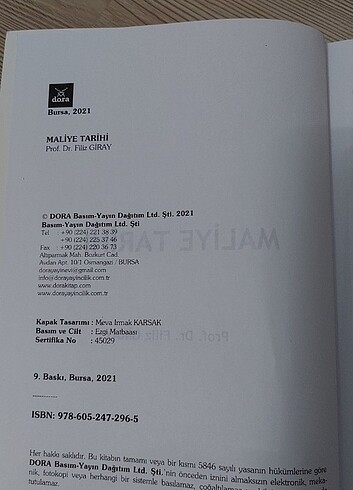 dora
Bursa, 2021
MALİYE TARİHİ
Prof. Dr. Filiz GİRAY
© DORA Basım-Yayın Dağıtım Ltd. Şti. 2021
Basım-Yayın Dağıtım Ltd. Şti
Tel : +90 (224) 221 38 39
+90 (224) 225 37 46
Fax : +90 (224) 220 36 73
Altıparmak Mah. Bozkurt Cad.
Avdan Apt. 10/1 Osmangazi / BURSA
dorayayinevi@gmail.com
info@dorayayincilik.com.tr
www.dorakitap.com
www.dorayayincilik.com.tr
Kapak Tasarımı : Meva Irmak KARSAK
Basım ve Cilt : Ezgi Matbaası
Sertifika No : 45029
9. Baskı, Bursa, 2021
-----------
ISBN: 978-605-247-296-5
Her hakkı saklıdır. Bu kitabın tamamı veya bir kısmı 5846 sayılı yasanın hükümlerine göre
DORA Basım-Yayın Dağıtım Ltd. Şti.'nin önceden iznini almaksızın elektronik, meka-
nik, fotokopi veya herhangi bir sistemle basılamaz, çoğaltılamaz
tutulamaz.